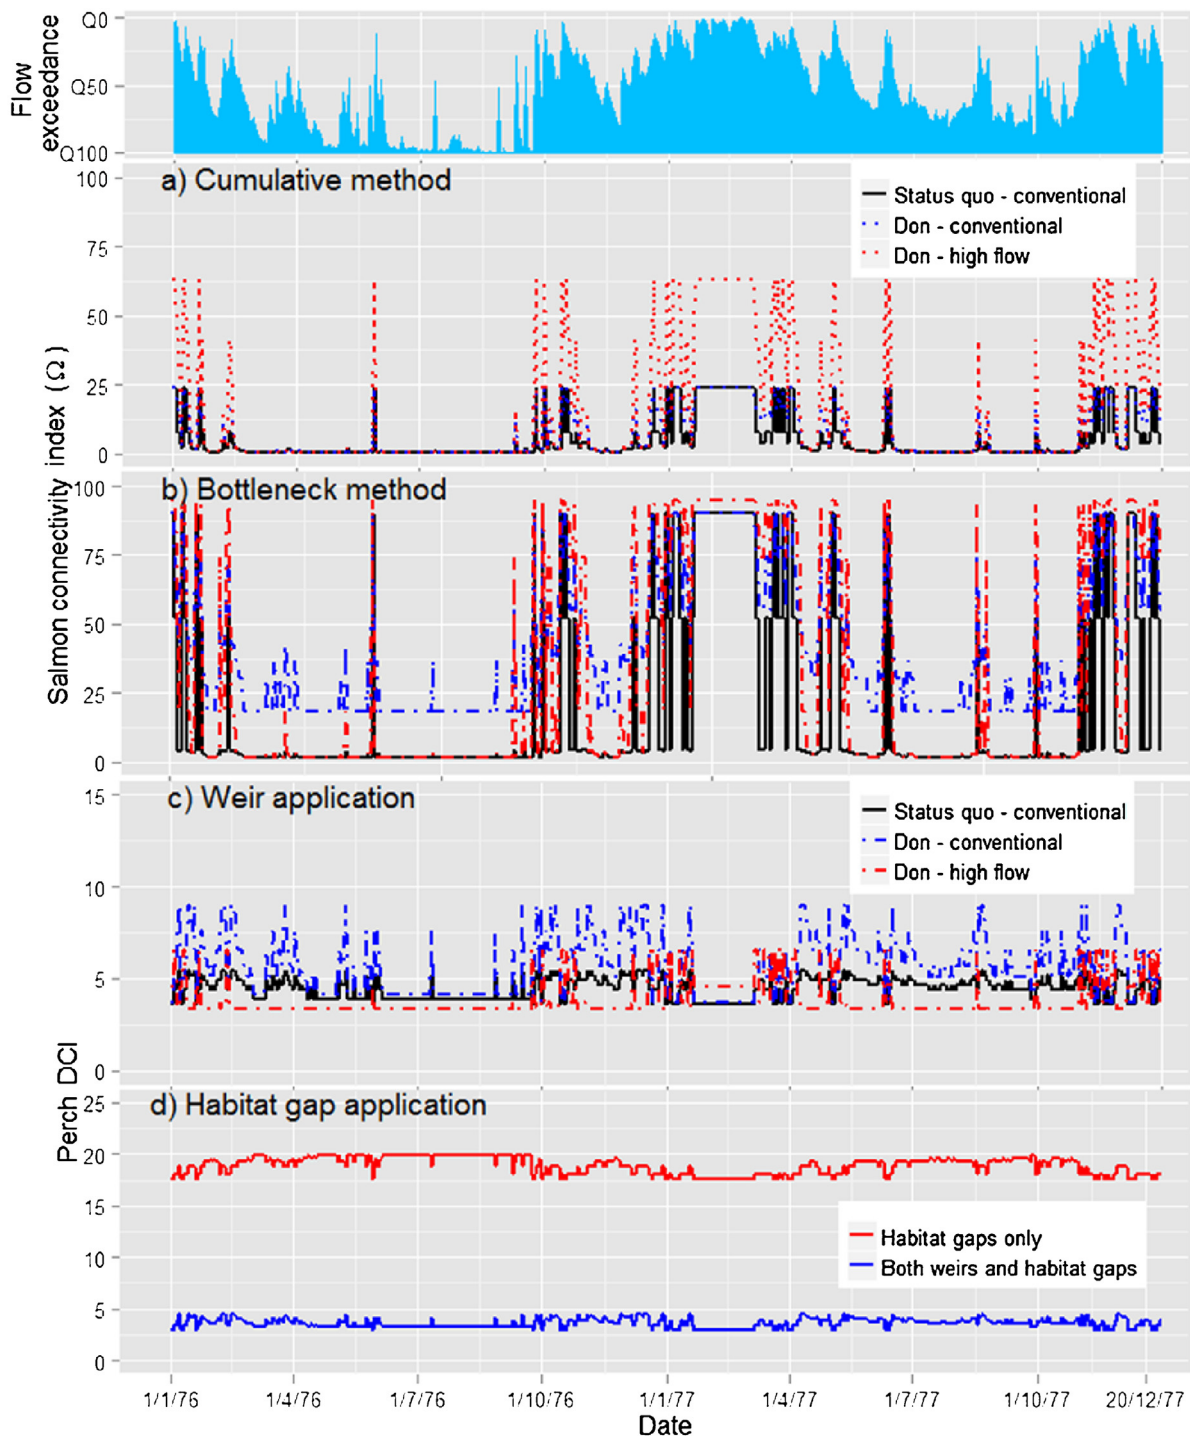 Flow
exceedance
Q0
Q50
Q100
a) Cumulative method
100
75
50
25
0
Status quo - conventional
Don - conventional
Don - high flow
Salmon connectivity index (Ω)
b) Bottleneck method
100
75
50
25
0
c) Weir application
15
10
5
0
Status quo - conventional
Don - conventional
Don - high flow
Perch DCI
d) Habitat gap application
25
20
15
10
5
0
Habitat gaps only
Both weirs and habitat gaps
1/1/76
1/4/76
1/7/76
1/10/76
1/1/77
1/4/77
1/7/77
1/10/77
20/12/77
Date